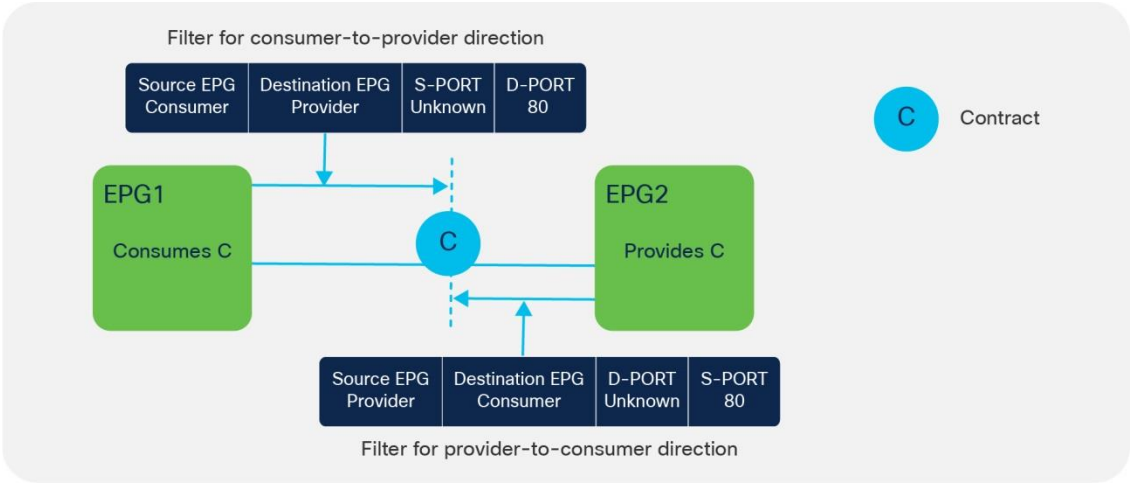 Filter for consumer-to-provider direction
Source EPG
Consumer
Destination EPG
Provider
S-PORT
Unknown
D-PORT
80
C
Contract
EPG1
Consumes C
C
EPG2
Provides C
Source EPG
Provider
Destination EPG
Consumer
D-PORT
Unknown
S-PORT
80
Filter for provider-to-consumer direction